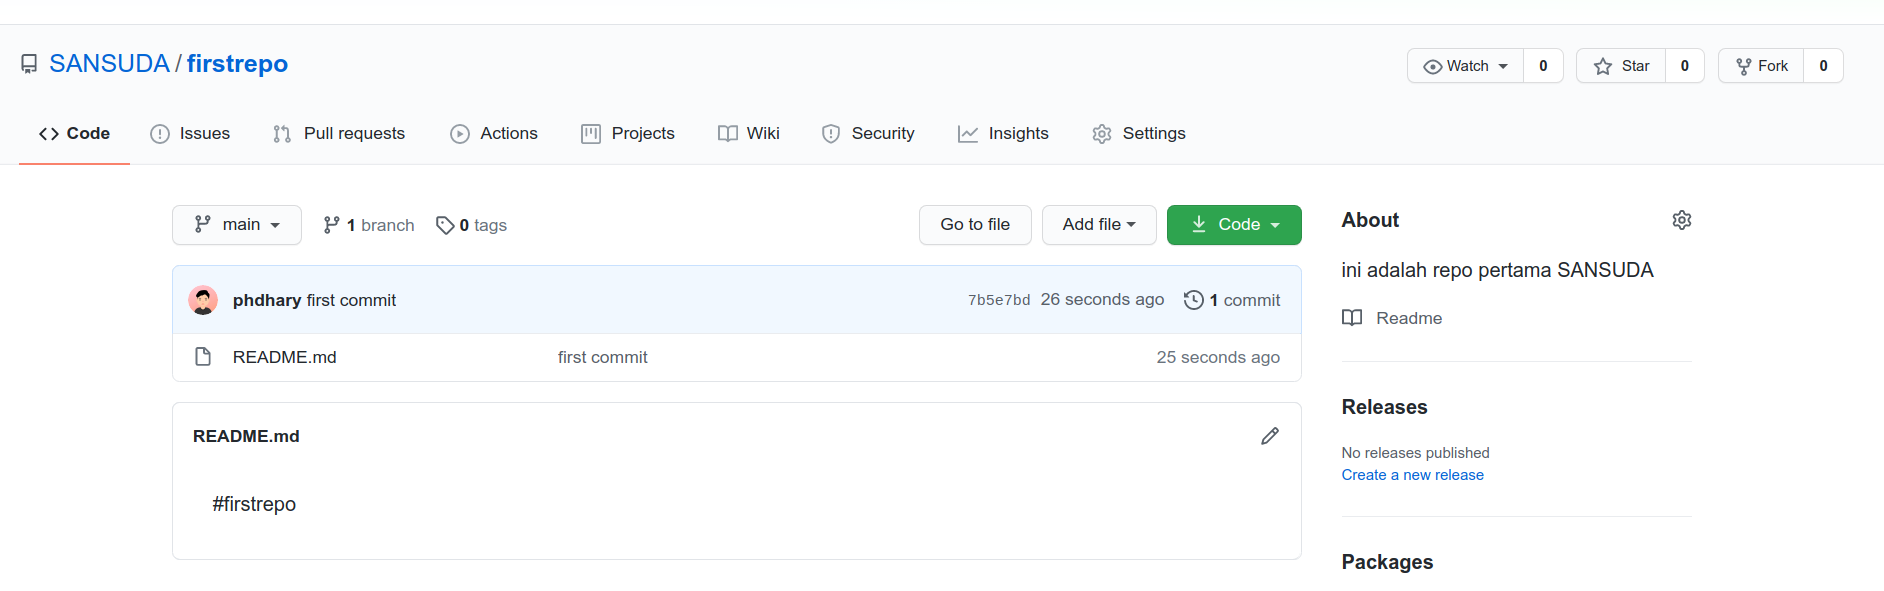 SANSUDA / firstrepo
Watch 0 Star 0 Fork 0
Code Issues Pull requests Actions Projects Wiki Security Insights Settings
main 1 branch 0 tags Go to file Add file Code
phdhary first commit 7b5e7bd 26 seconds ago 1 commit
README.md first commit 25 seconds ago
README.md
#firstrepo
About
ini adalah repo pertama SANSUDA
Readme
Releases
No releases published
Create a new release
Packages